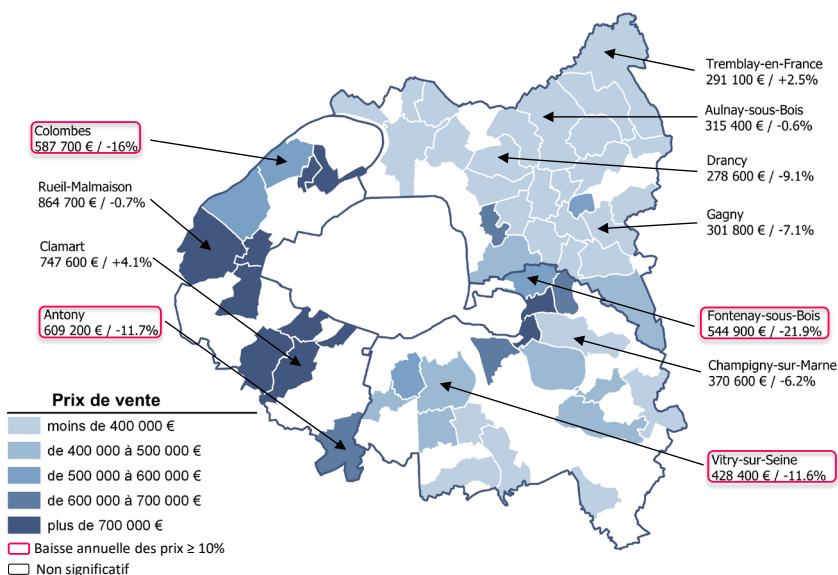 Tremblay-en-France
291 100 € / +2.5%
Aulnay-sous-Bois
315 400 € / -0.6%
Colombes
587 700 € / -16%
Drancy
278 600 € / -9.1%
Rueil-Malmaison
864 700 € / -0.7%
Gagny
301 800 € / -7.1%
Clamart
747 600 € / +4.1%
Antony
609 200 € / -11.7%
Fontenay-sous-Bois
544 900 € / -21.9%
Champigny-sur-Marne
370 600 € / -6.2%
Vitry-sur-Seine
428 400 € / -11.6%
Prix de vente
moins de 400 000 €
de 400 000 à 500 000 €
de 500 000 à 600 000 €
de 600 000 à 700 000 €
plus de 700 000 €
Baisse annuelle des prix ≥ 10%
Non significatif